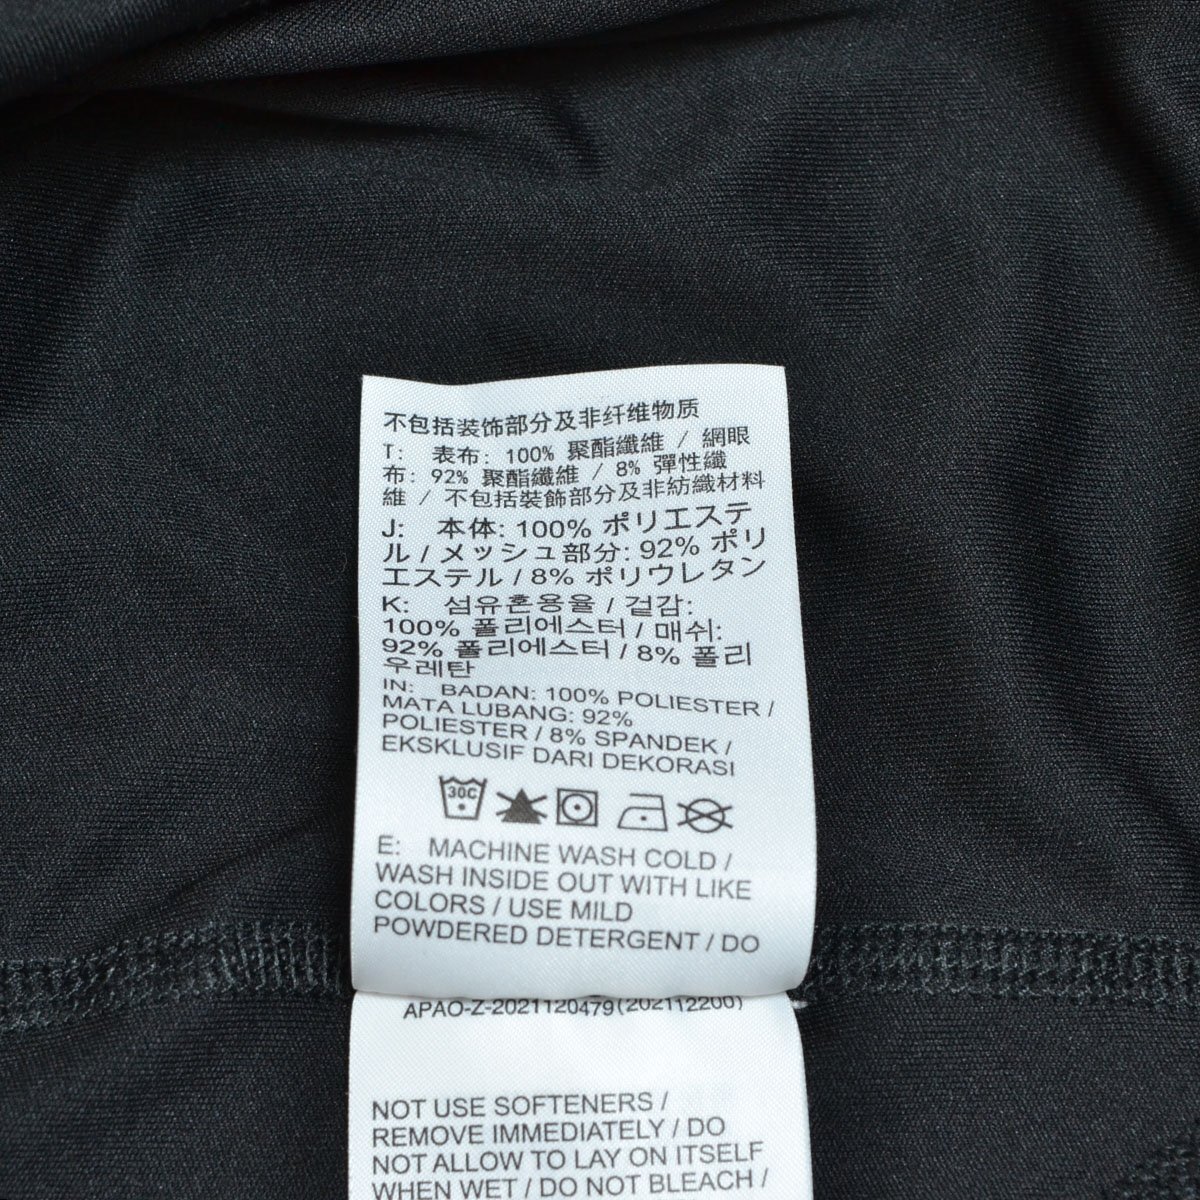 不包括装饰部分及非纤维物质
T: 表布: 100% 聚酯纖維 / 網眼
布: 92% 聚酯纖維 / 8% 彈性纖
維 / 不包括裝飾部分及非紡織材料
J: 本体: 100% ポリエステ
ル / メッシュ部分: 92% ポリ
エステル / 8% ポリウレタン
K: 섬유혼용율 / 겉감:
100% 폴리에스터 / 매쉬:
92% 폴리에스터 / 8% 폴리
우레탄
IN: BADAN: 100% POLIESTER /
MATA LUBANG: 92%
POLIESTER / 8% SPANDEK /
EKSKLUSIF DARI DEKORASI
30C
E: MACHINE WASH COLD /
WASH INSIDE OUT WITH LIKE
COLORS / USE MILD
POWDERED DETERGENT / DO
APAO-Z-2021120479(202112200)
NOT USE SOFTENERS /
REMOVE IMMEDIATELY / DO
NOT ALLOW TO LAY ON ITSELF
WHEN WET / DO NOT BLEACH /